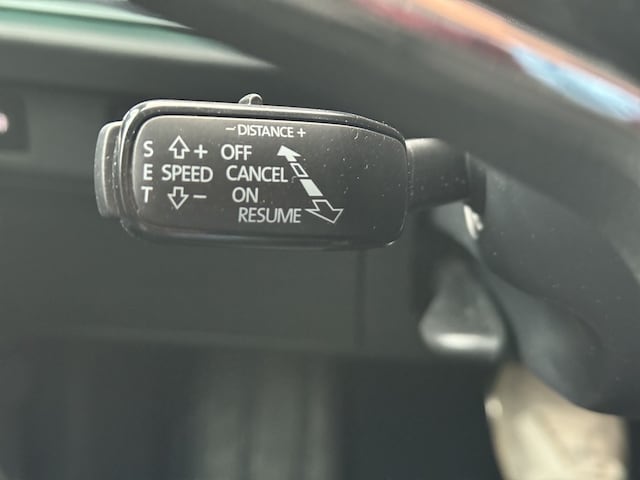 − DISTANCE +
S + OFF
E SPEED CANCEL
T − ON
RESUME